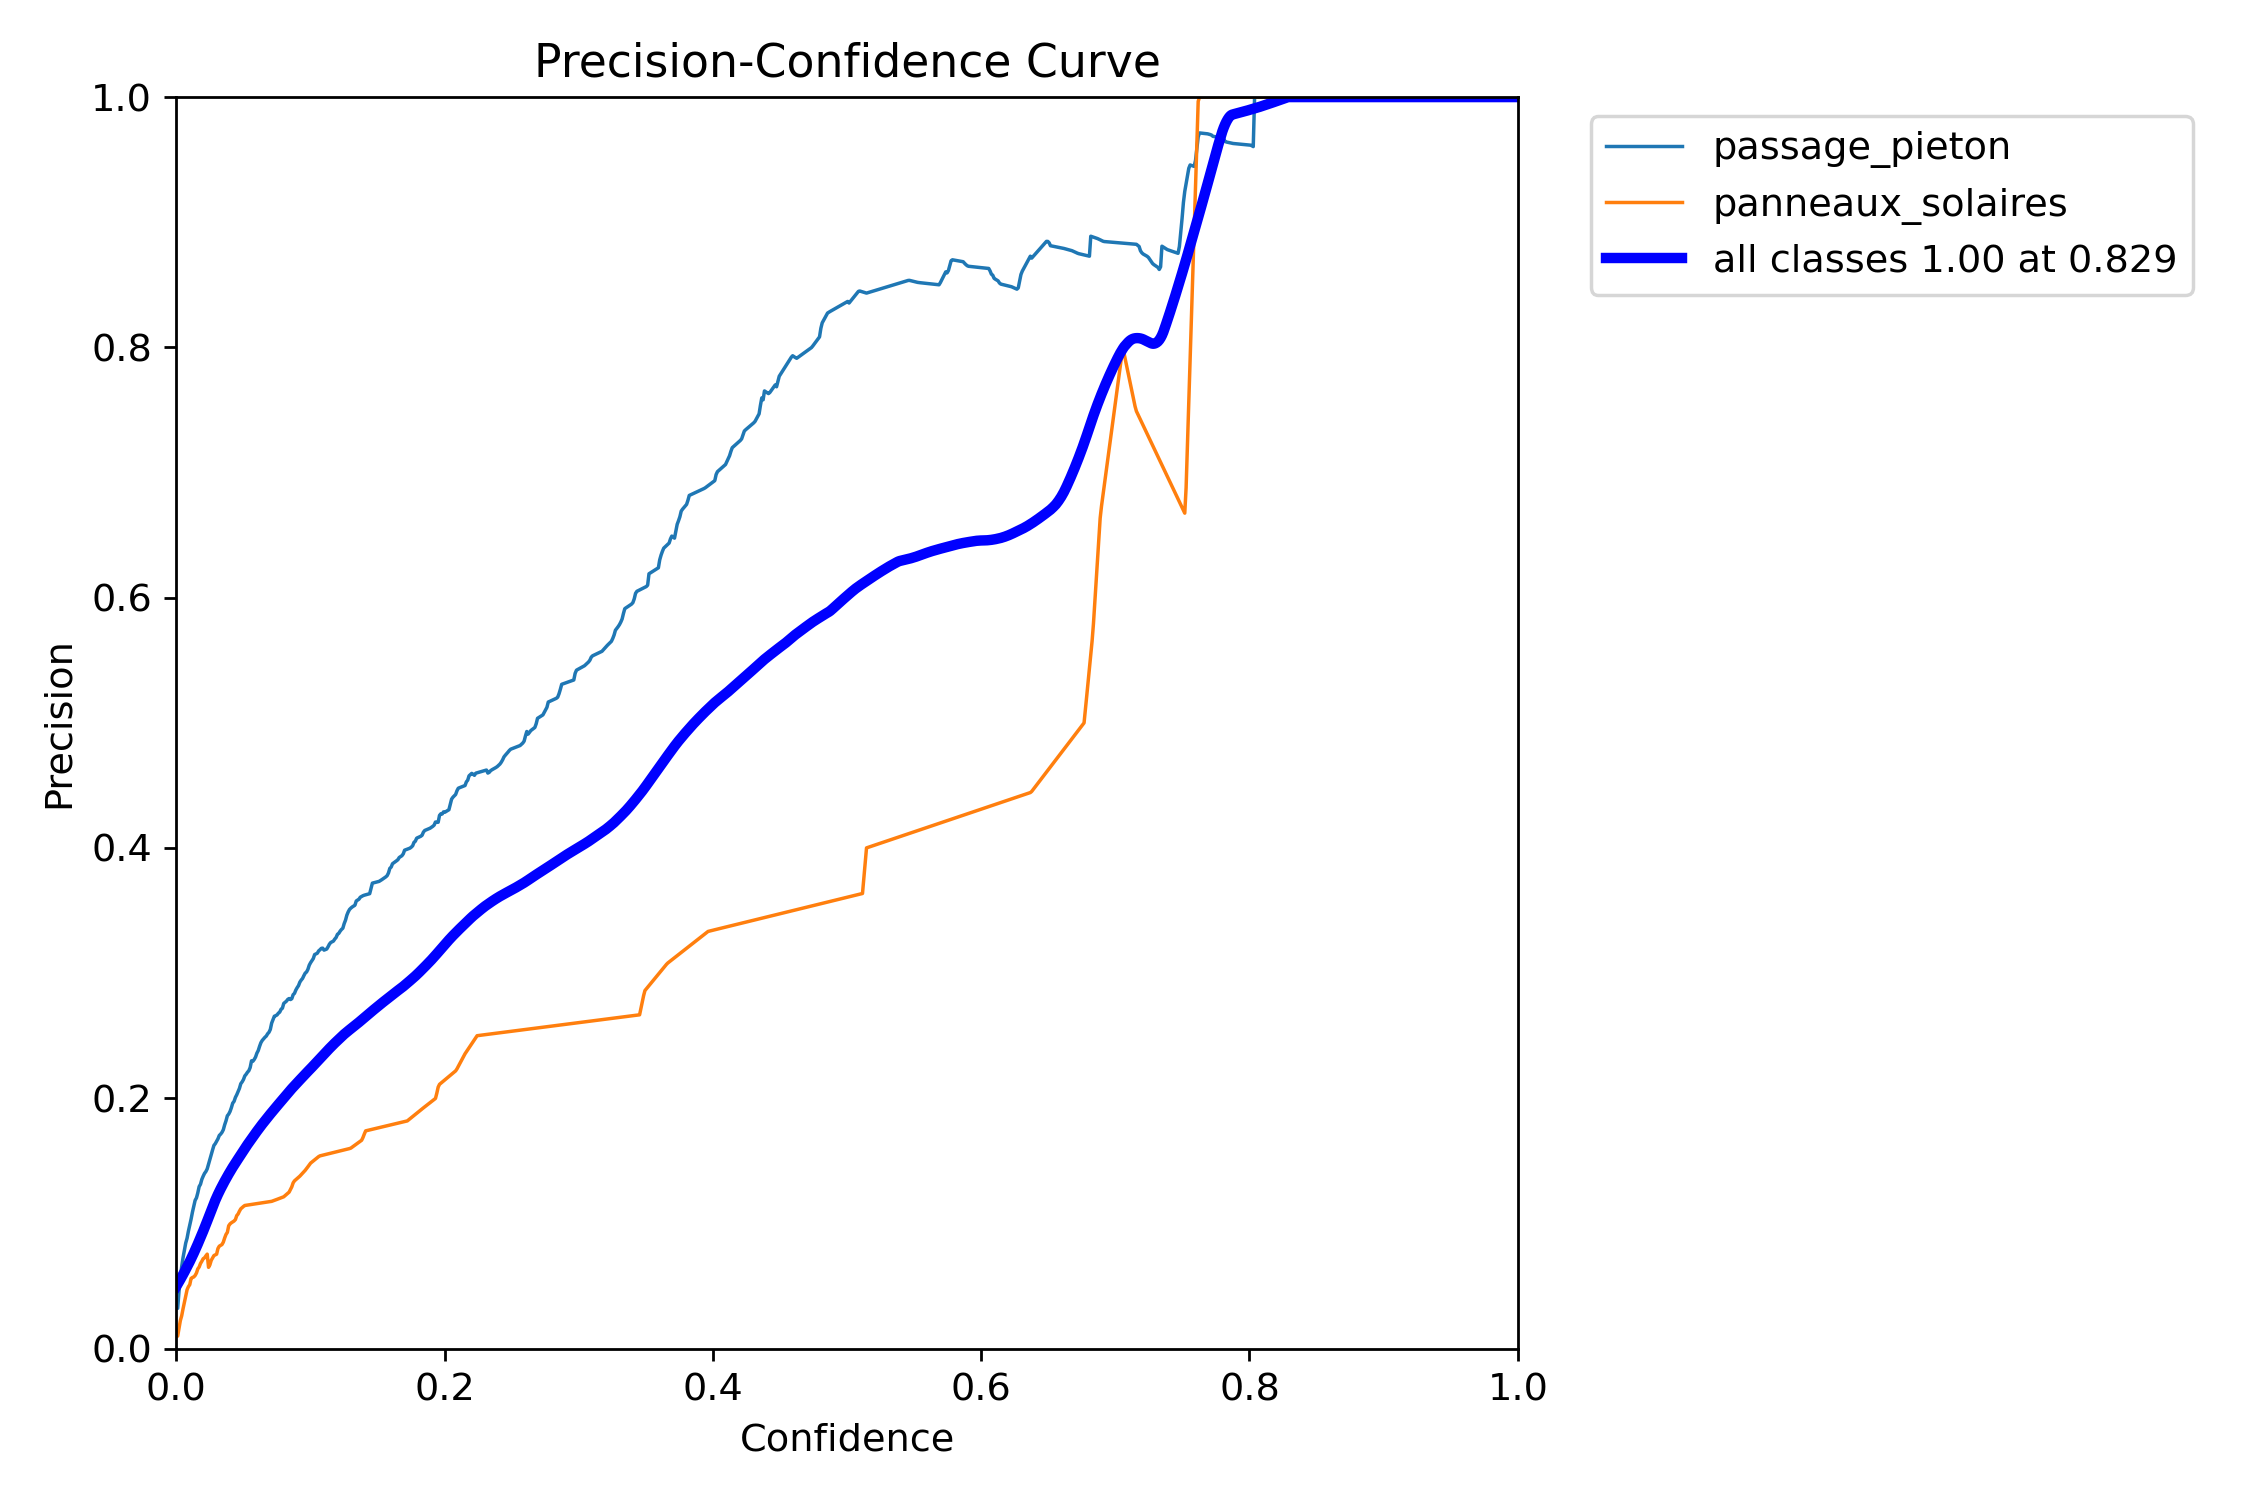 Precision-Confidence Curve
1.0
0.8
0.6
0.4
0.2
0.0
Precision
0.0 0.2 0.4 0.6 0.8 1.0
Confidence
passage_pieton
panneaux_solaires
all classes 1.00 at 0.829